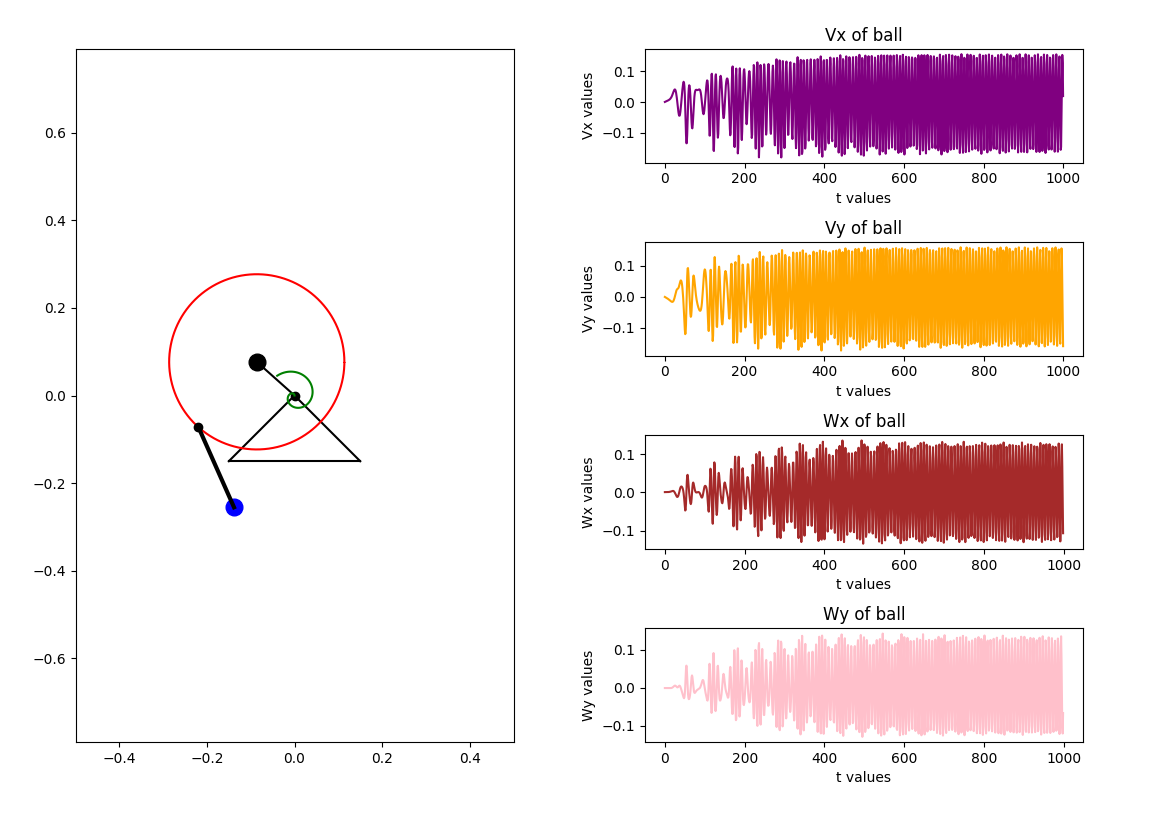 0.6
0.4
0.2
0.0
−0.2
−0.4
−0.6
−0.4 −0.2 0.0 0.2 0.4
Vx of ball
Vx values
0.1
0.0
−0.1
0 200 400 600 800 1000
t values
Vy of ball
Vy values
0.1
0.0
−0.1
0 200 400 600 800 1000
t values
Wx of ball
Wx values
0.1
0.0
−0.1
0 200 400 600 800 1000
t values
Wy of ball
Wy values
0.1
0.0
−0.1
0 200 400 600 800 1000
t values